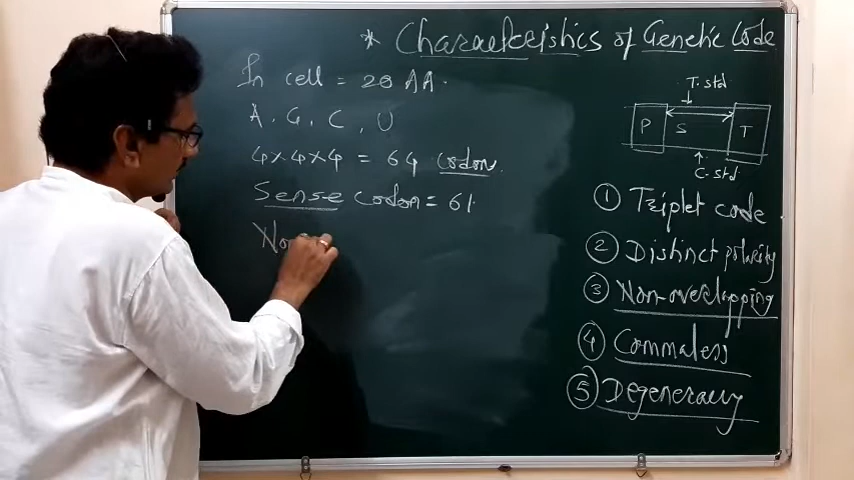 * Characteristics of Genetic Code
In cell = 20 AA.
A, G, C, U
4×4×4 = 64 codon.
Sense codon = 61.
No
T. std
P S T
C. std
① Triplet code
② Distinct polarity
③ Non-overlapping
④ Commaless
⑤ Degeneracy